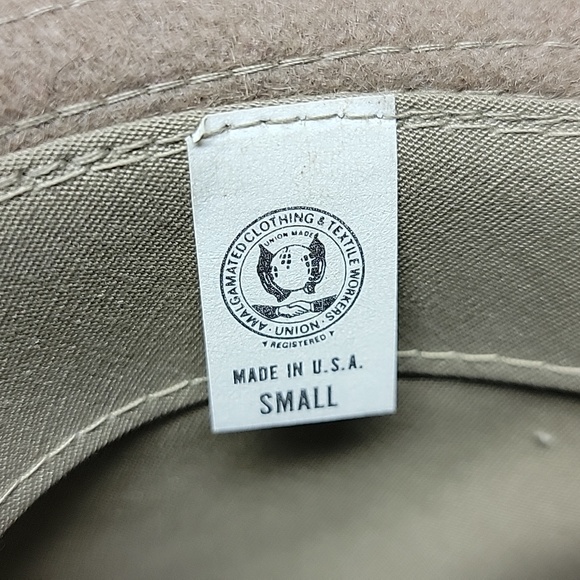 AMALGAMATED CLOTHING & TEXTILE WORKERS
UNION MADE
· UNION ·
REGISTERED
MADE IN U.S.A.
SMALL